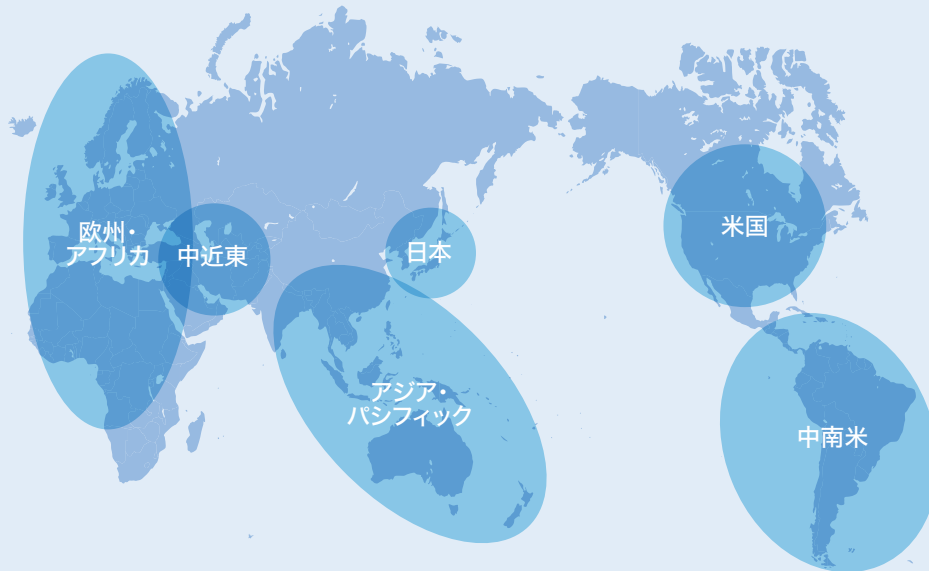 欧州・
アフリカ
中近東
日本
米国
アジア・
パシフィック
中南米